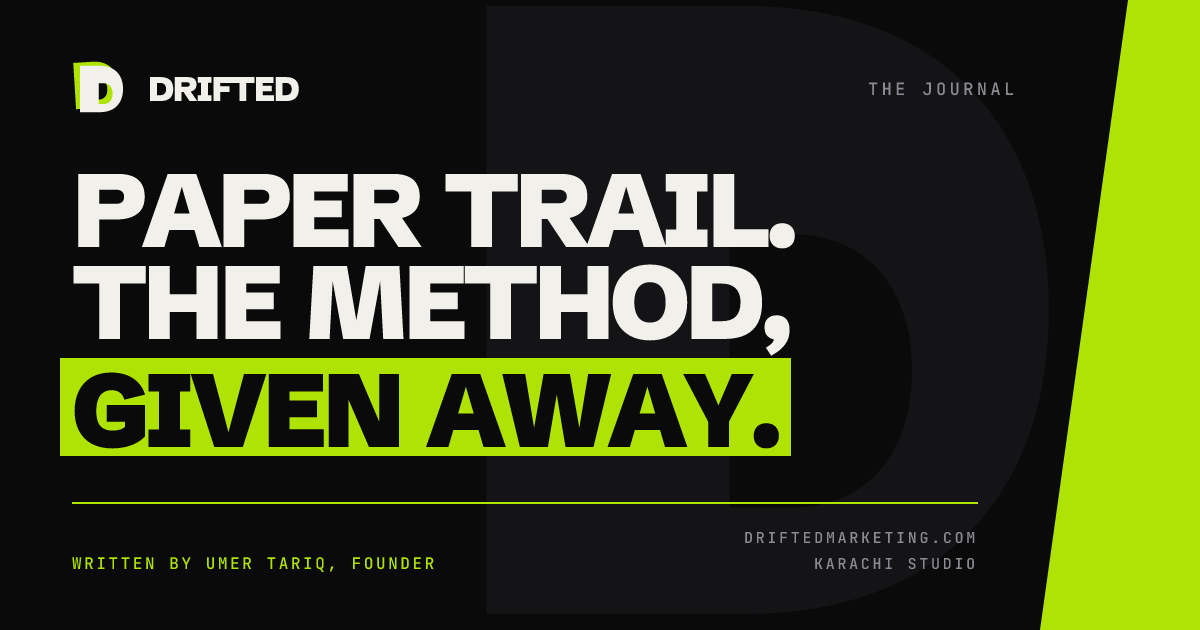 DRIFTED
THE JOURNAL
PAPER TRAIL.
THE METHOD,
GIVEN AWAY.
DRIFTEDMARKETING.COM
WRITTEN BY UMER TARIQ, FOUNDER
KARACHI STUDIO